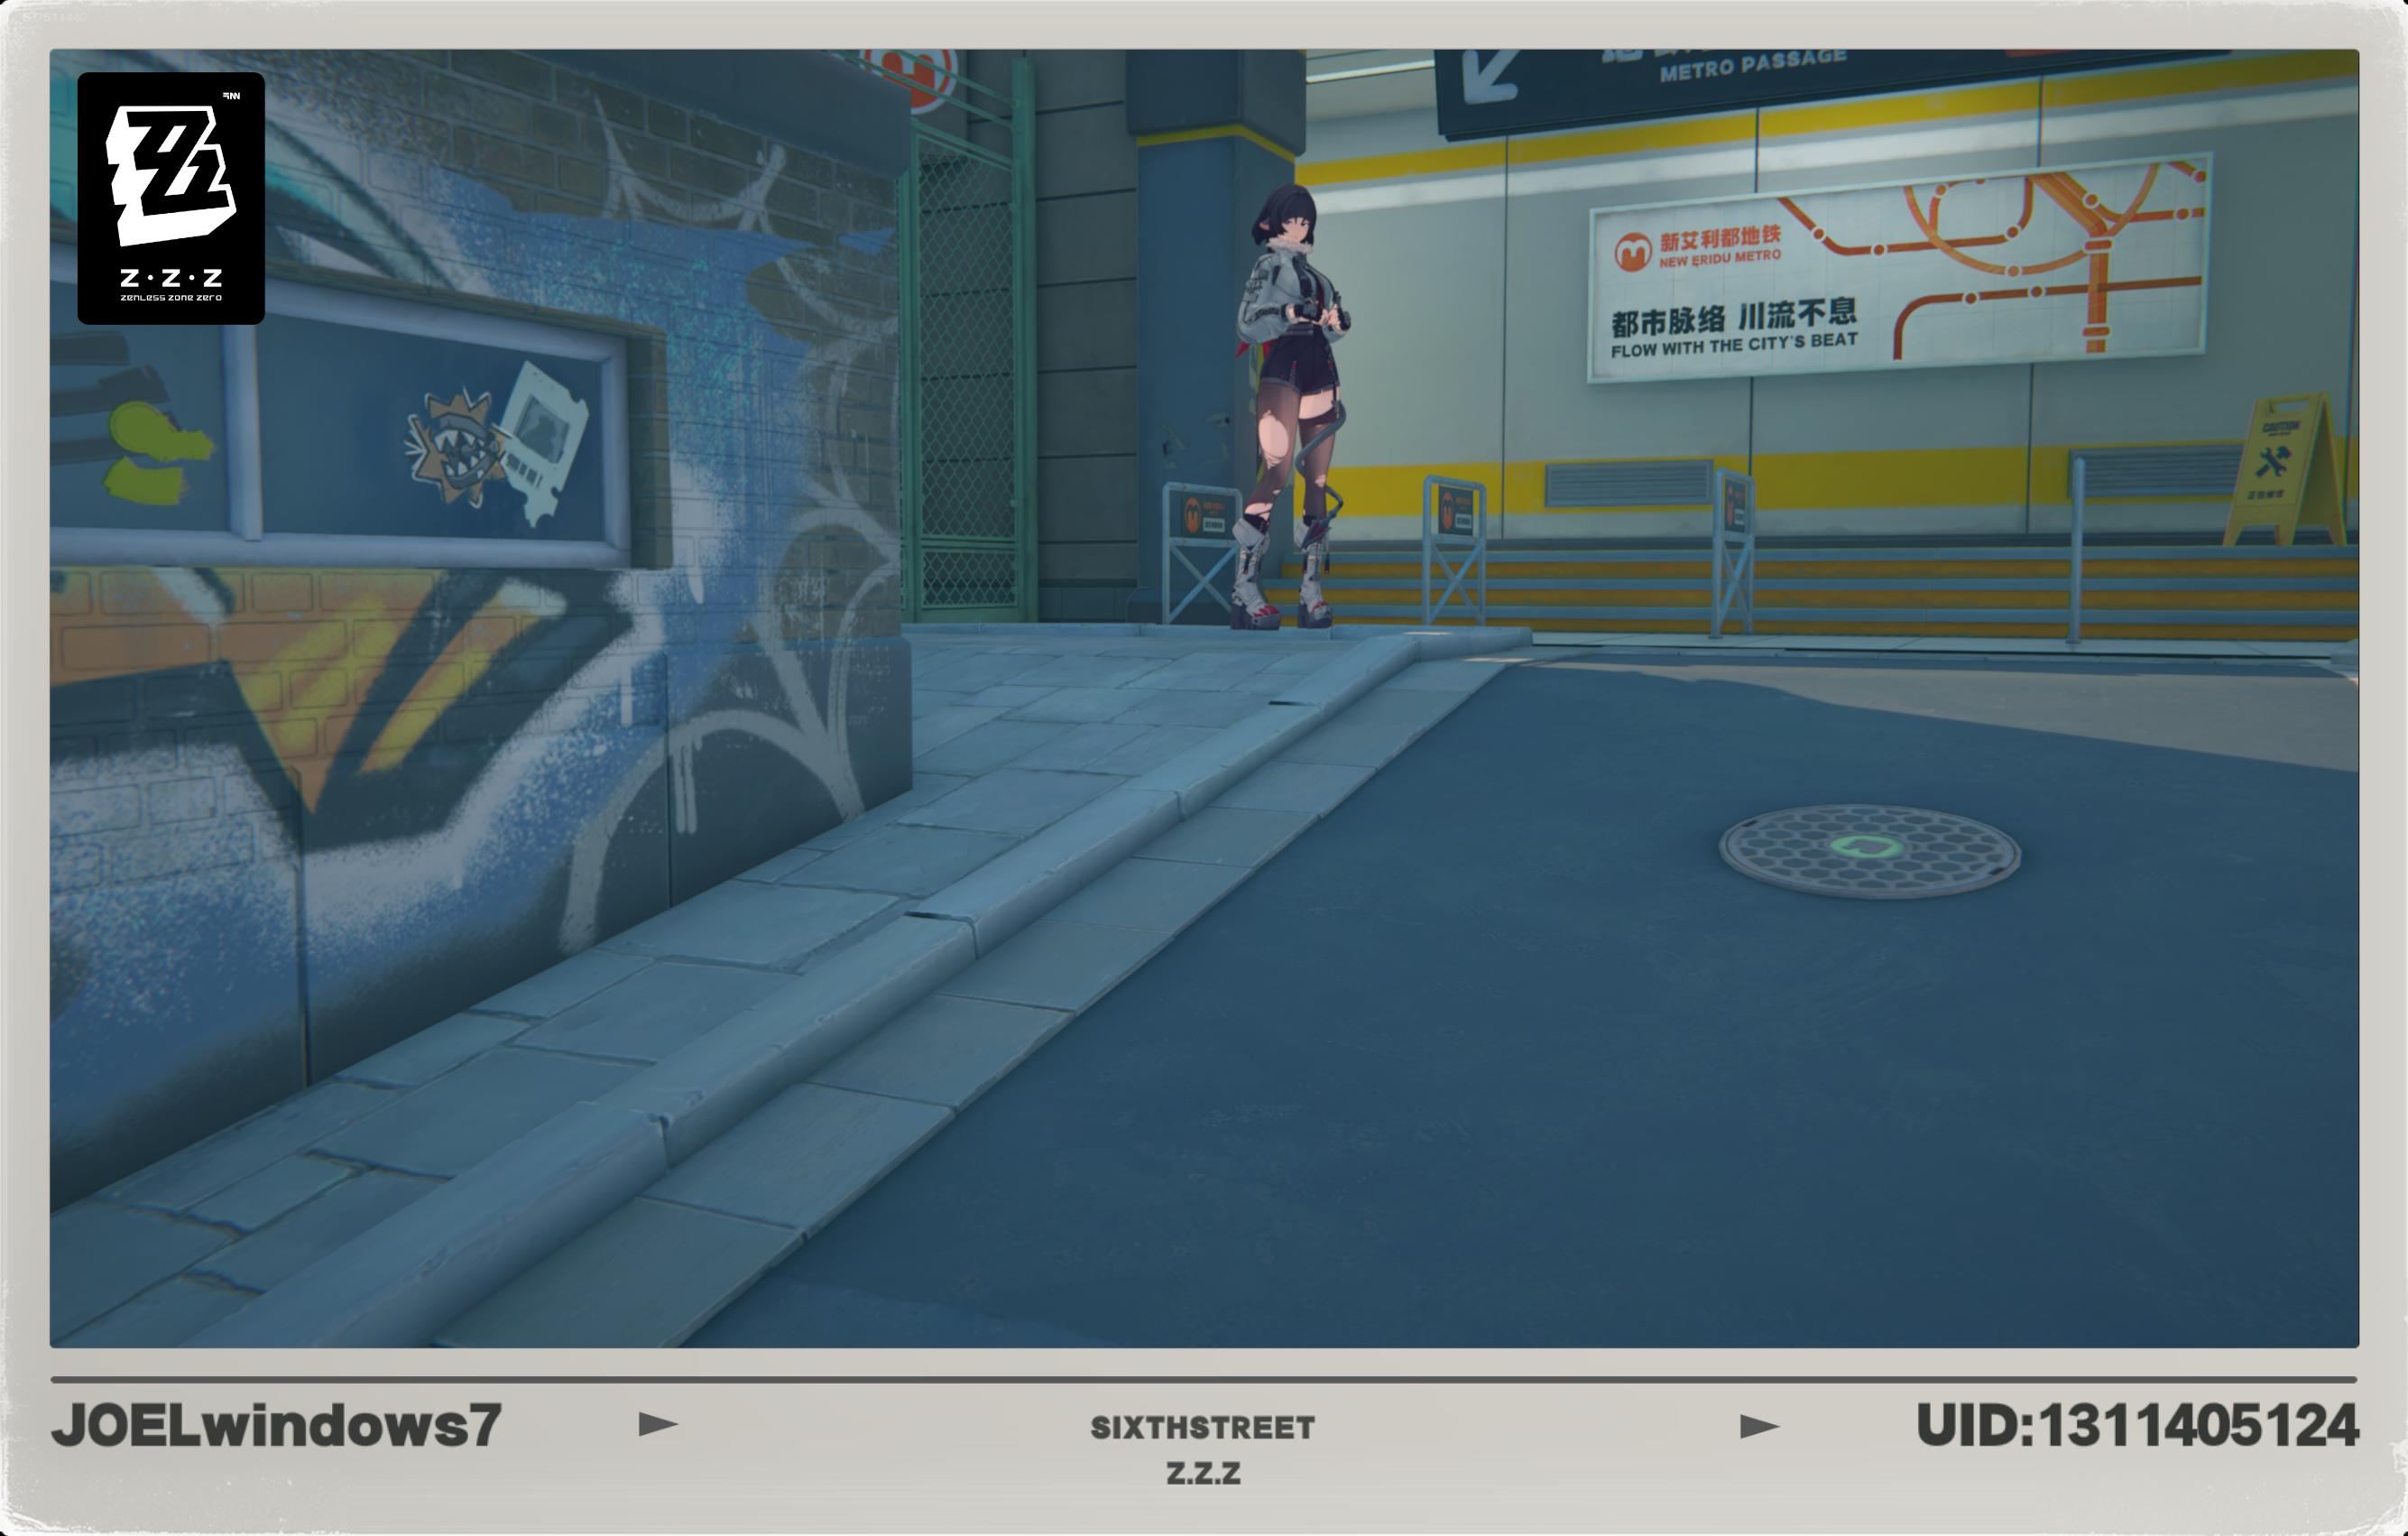 Z·Z·Z
ZENLESS ZONE ZERO
METRO PASSAGE
新艾利都地铁
NEW ERIDU METRO
都市脉络 川流不息
FLOW WITH THE CITY'S BEAT
CAUTION
JOELwindows7
SIXTHSTREET
Z.Z.Z
UID:1311405124